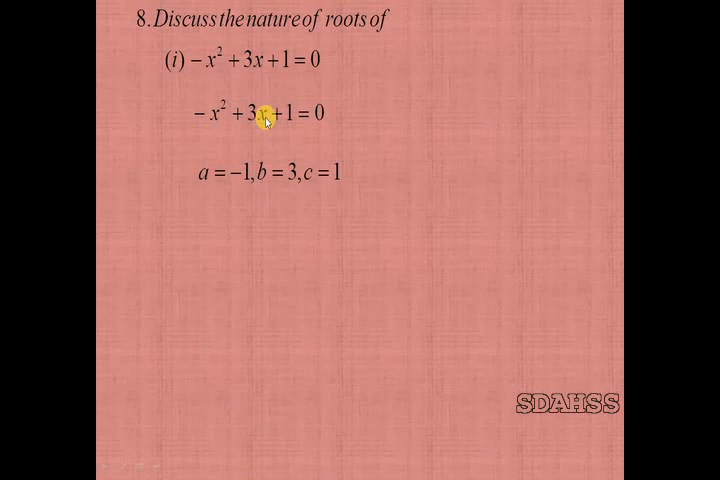 8. Discuss the nature of roots of
(i) − x² + 3x + 1 = 0
− x² + 3x + 1 = 0
a = −1, b = 3, c = 1
SDAHSS